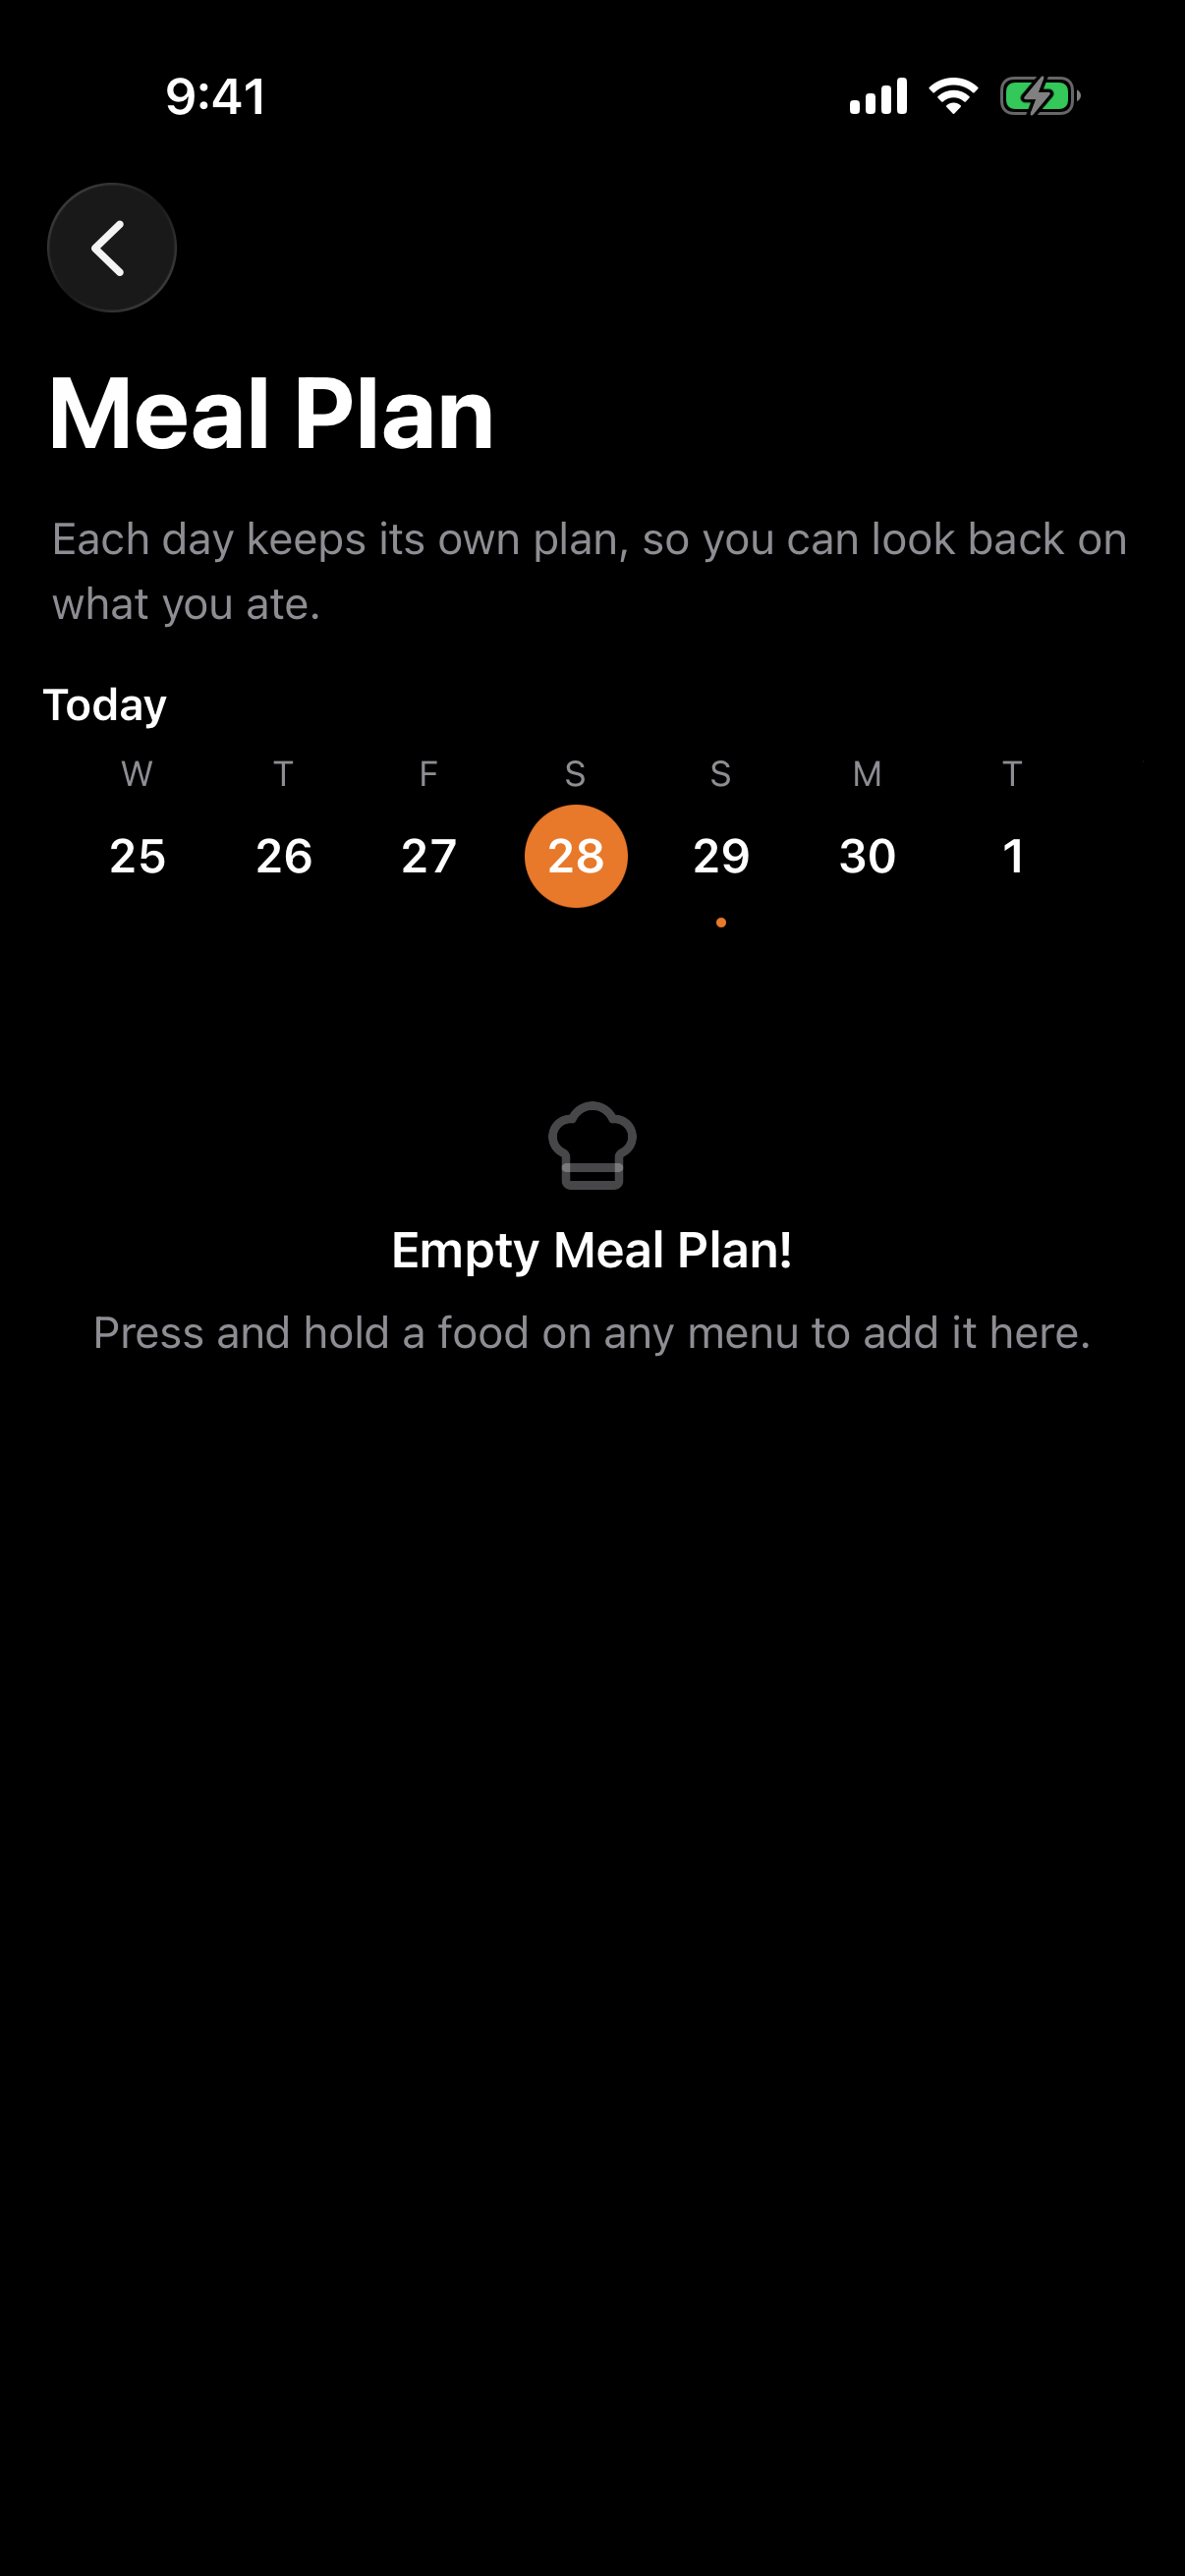 9:41
Meal Plan
Each day keeps its own plan, so you can look back on
what you ate.
Today
W T F S S M T
25 26 27 28 29 30 1
Empty Meal Plan!
Press and hold a food on any menu to add it here.